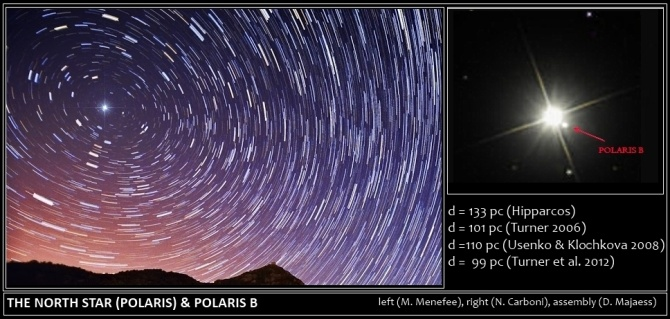 POLARIS B
d = 133 pc (Hipparcos)
d = 101 pc (Turner 2006)
d =110 pc (Usenko & Klochkova 2008)
d =  99 pc (Turner et al. 2012)
THE NORTH STAR (POLARIS) & POLARIS B
left (M. Menefee), right (N. Carboni), assembly (D. Majaess)